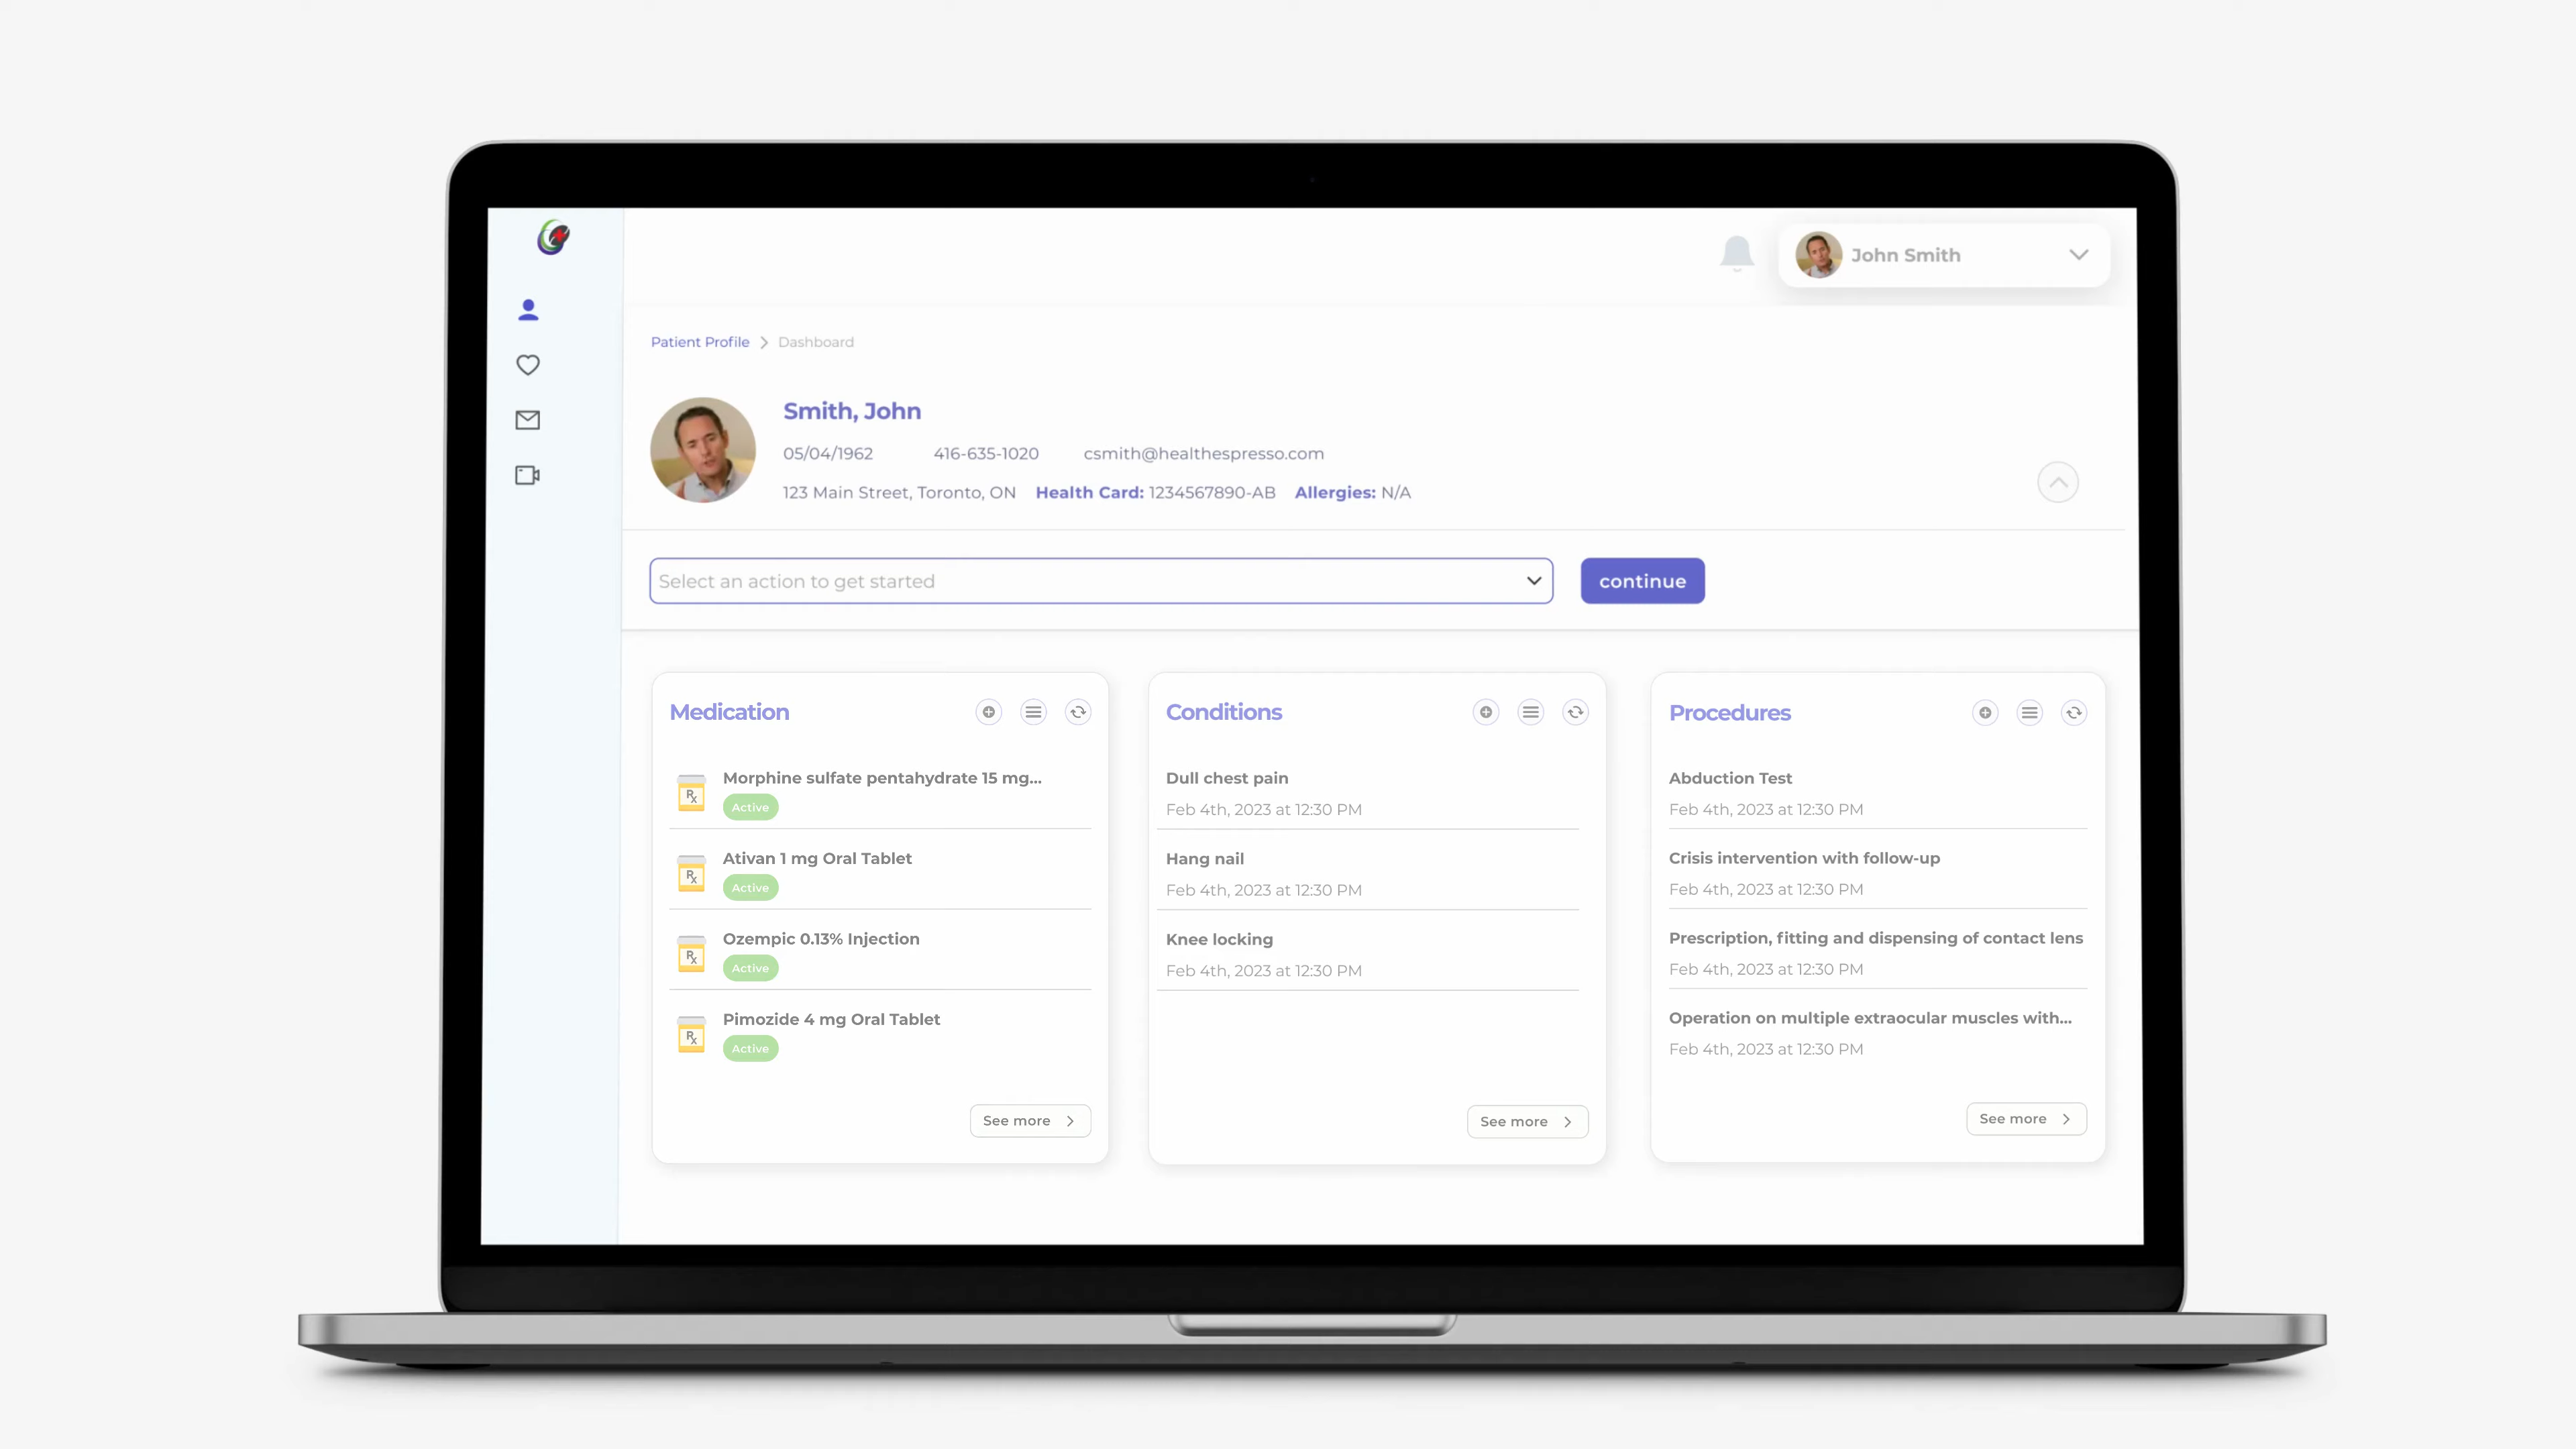 John Smith
Patient Profile > Dashboard
Smith, John
05/04/1962 416-635-1020 csmith@healthespresso.com
123 Main Street, Toronto, ON Health Card: 1234567890-AB Allergies: N/A
Select an action to get started
continue
Medication
Morphine sulfate pentahydrate 15 mg...
Active
Ativan 1 mg Oral Tablet
Active
Ozempic 0.13% Injection
Active
Pimozide 4 mg Oral Tablet
Active
See more >
Conditions
Dull chest pain
Feb 4th, 2023 at 12:30 PM
Hang nail
Feb 4th, 2023 at 12:30 PM
Knee locking
Feb 4th, 2023 at 12:30 PM
See more >
Procedures
Abduction Test
Feb 4th, 2023 at 12:30 PM
Crisis intervention with follow-up
Feb 4th, 2023 at 12:30 PM
Prescription, fitting and dispensing of contact lens
Feb 4th, 2023 at 12:30 PM
Operation on multiple extraocular muscles with...
Feb 4th, 2023 at 12:30 PM
See more >